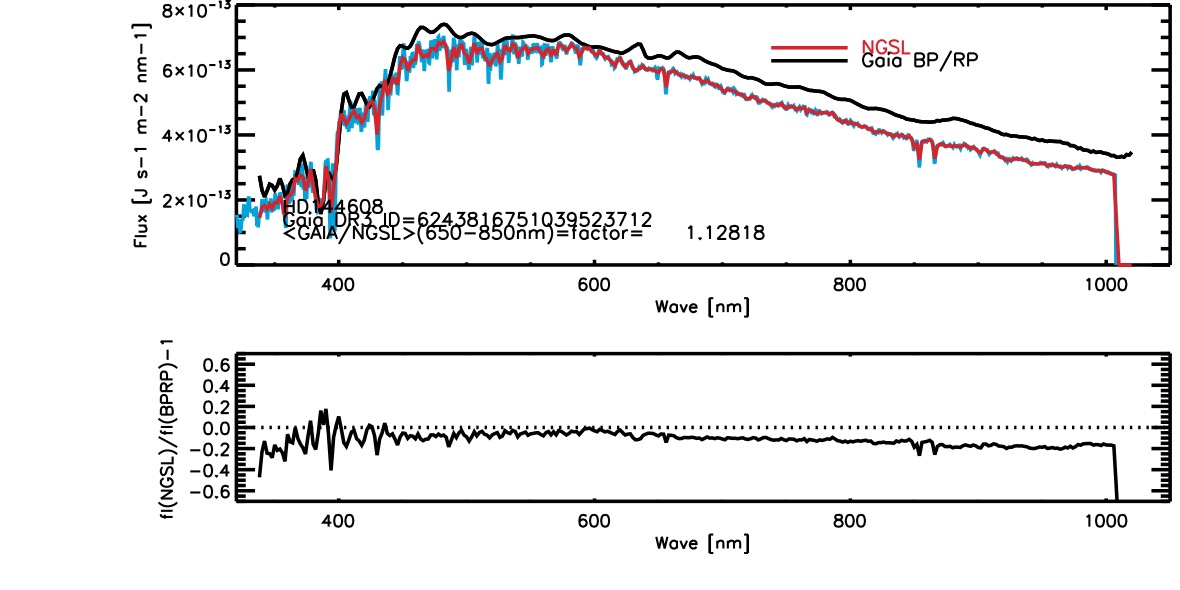 8×10−13
6×10−13
4×10−13
2×10−13
0
Flux [J s−1 m−2 nm−1]
NGSL
Gaia BP/RP
HD144608
Gaia DR3 ID=6243816751039523712
<GAIA/NGSL>(650−850nm)=factor= 1.12818
400 600 800 1000
Wave [nm]
fl(NGSL)/fl(BPRP)−1
0.6
0.4
0.2
0.0
−0.2
−0.4
−0.6
400 600 800 1000
Wave [nm]